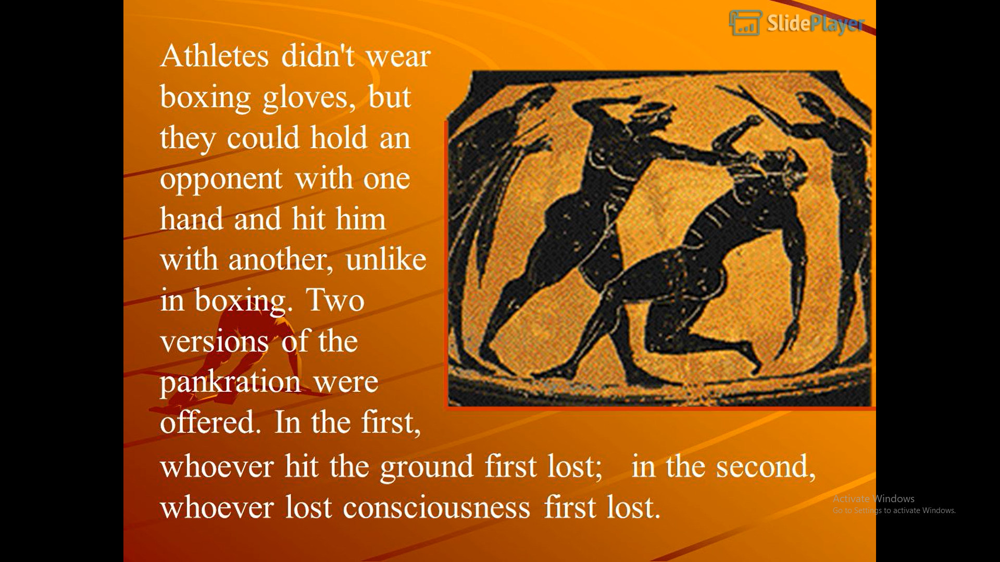 SlidePlayer
Athletes didn't wear
boxing gloves, but
they could hold an
opponent with one
hand and hit him
with another, unlike
in boxing. Two
versions of the
pankration were
offered. In the first,
whoever hit the ground first lost; in the second,
whoever lost consciousness first lost.
Activate Windows
Go to Settings to activate Windows.